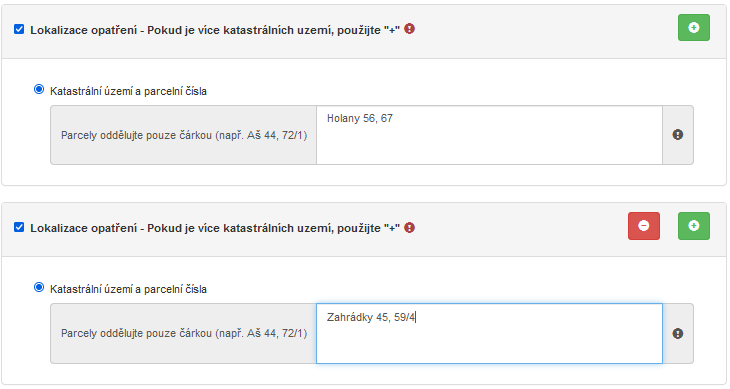 Lokalizace opatření - Pokud je více katastrálních uzemí, použijte "+"
Katastrální území a parcelní čísla
Parcely oddělujte pouze čárkou (např. Aš 44, 72/1)
Holany 56, 67
Lokalizace opatření - Pokud je více katastrálních uzemí, použijte "+"
Katastrální území a parcelní čísla
Parcely oddělujte pouze čárkou (např. Aš 44, 72/1)
Zahrádky 45, 59/4